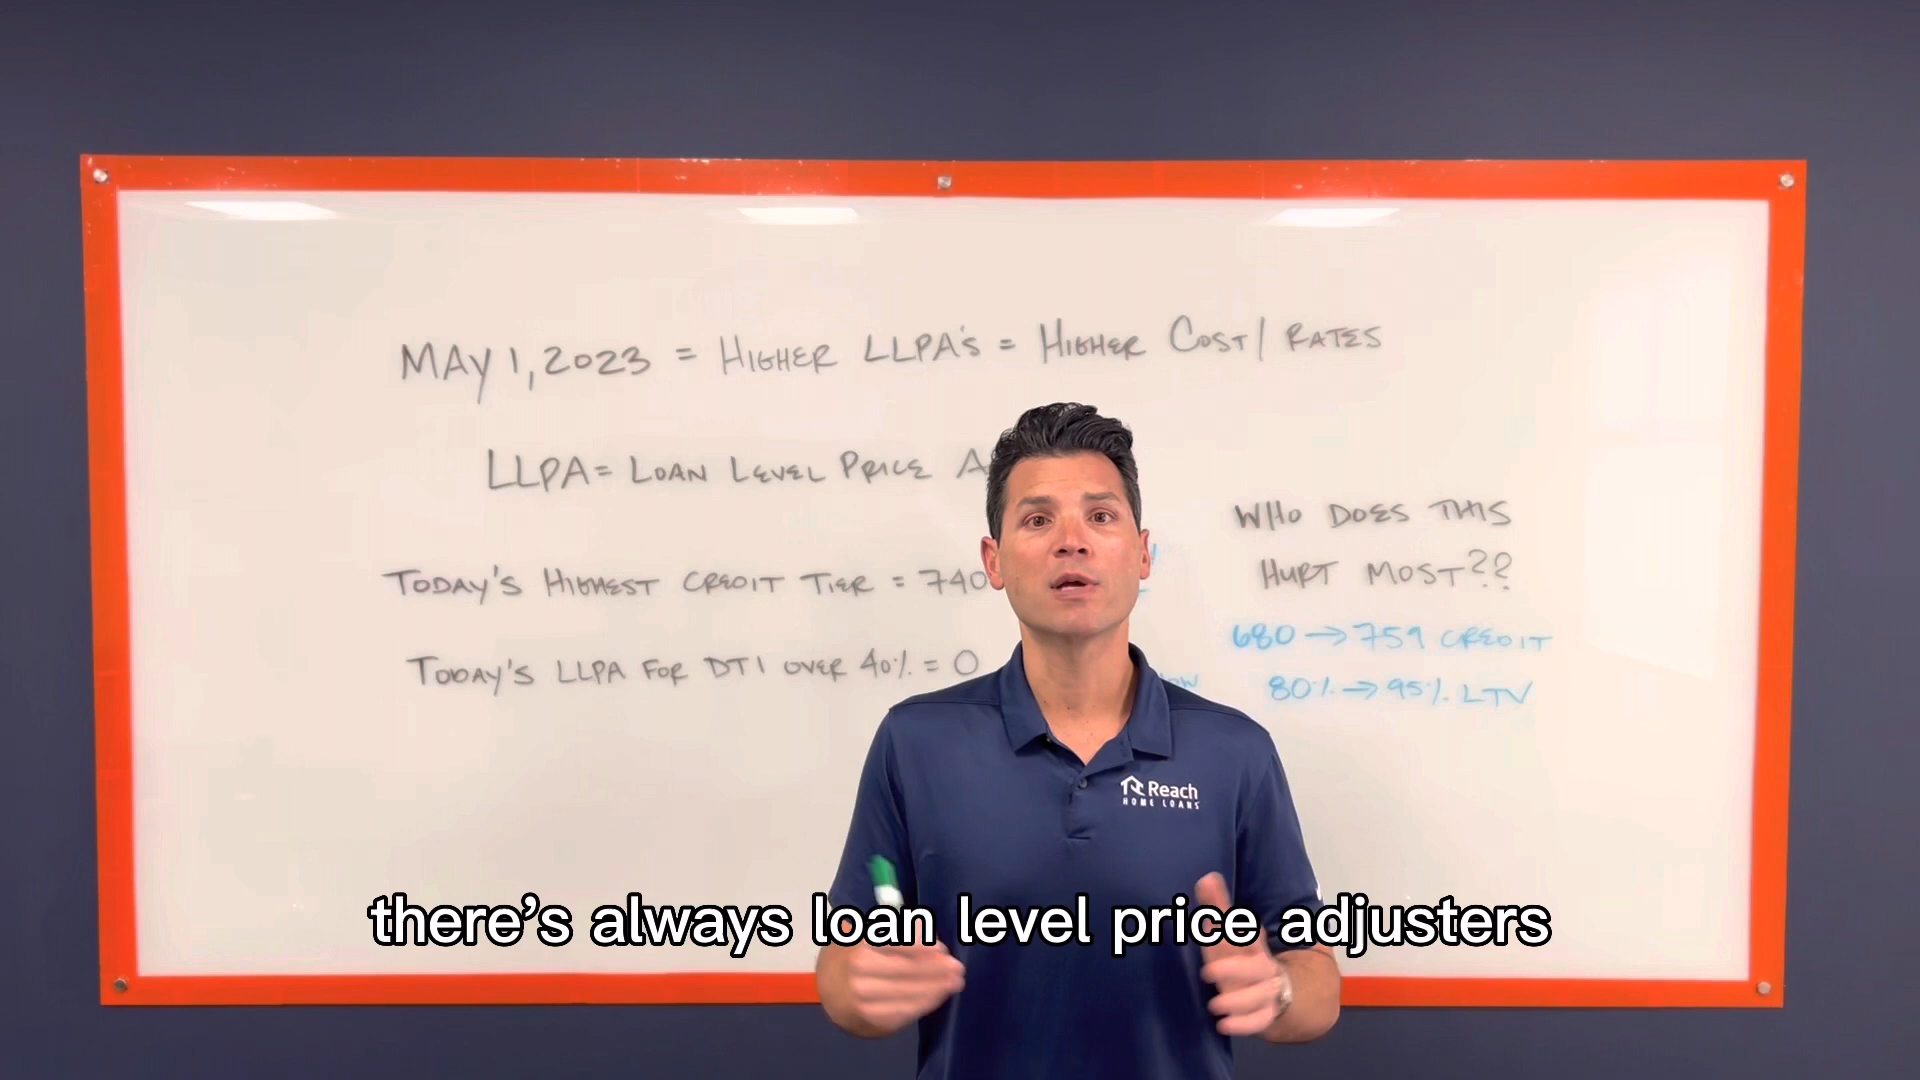 MAY 1, 2023 = HIGHER LLPA'S = HIGHER COST/ RATES
LLPA = LOAN LEVEL PRICE A
TODAY'S HIGHEST CREDIT TIER = 740
TODAY'S LLPA FOR DTI OVER 40% = 0
WHO DOES THIS
HURT MOST??
680 → 759 CREDIT
80% → 95% LTV
Reach
HOME LOANS
there's always loan level price adjusters